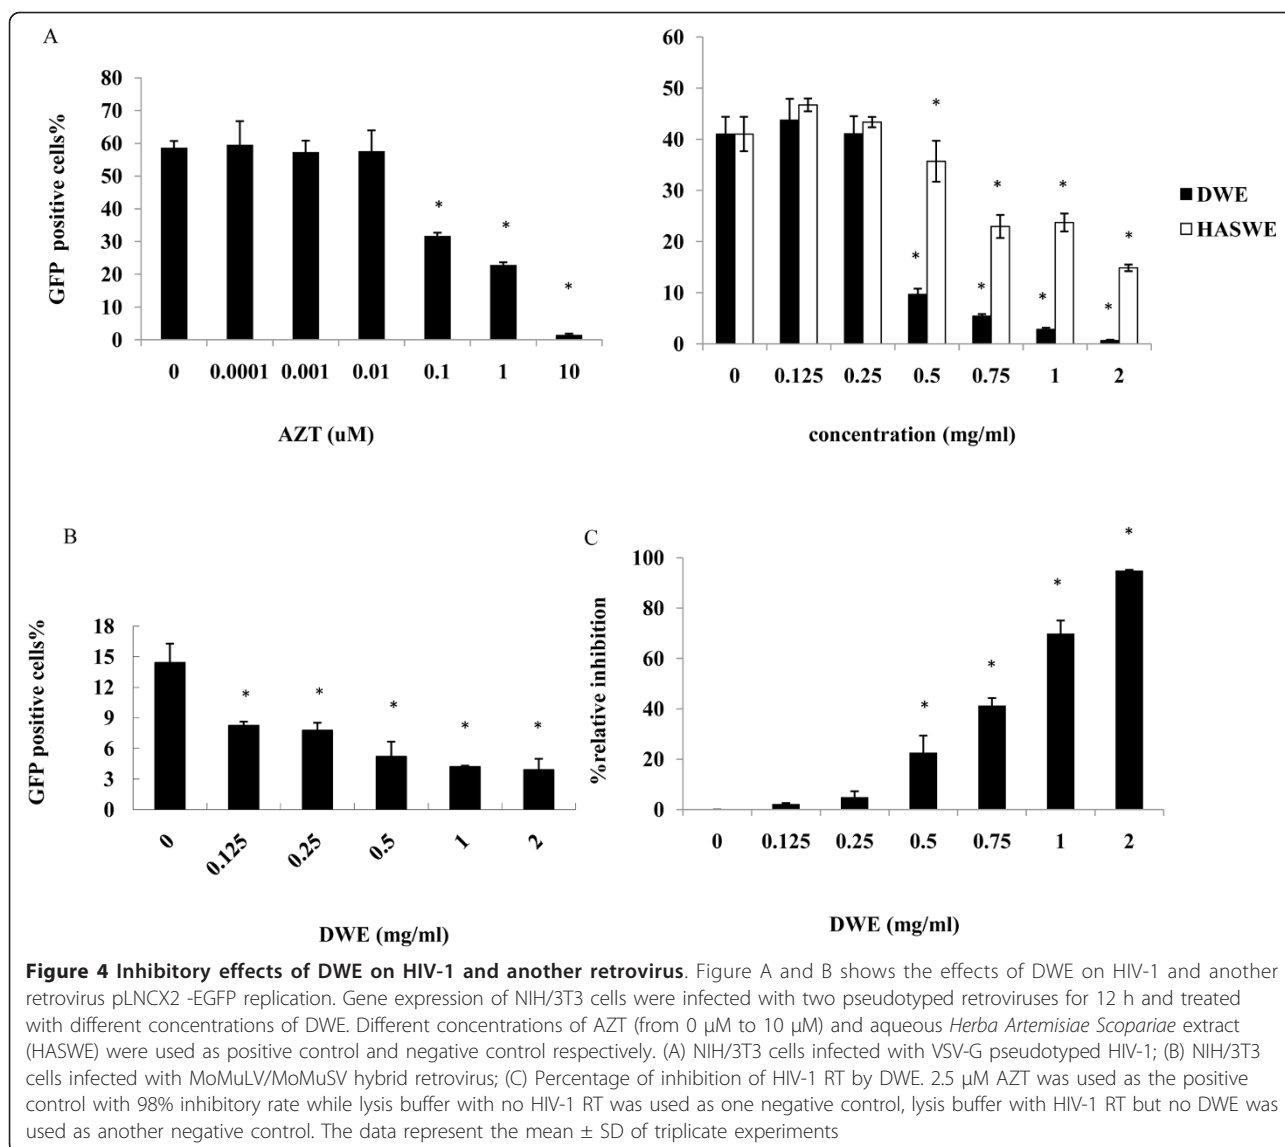 A
GFP positive cells%
80
70
60
50
40
30
20
10
0
* * *
0 0.0001 0.001 0.01 0.1 1 10
AZT (uM)
60
50
40
30
20
10
0
* * * *
* * * *
DWE
HASWE
0 0.125 0.25 0.5 0.75 1 2
concentration (mg/ml)
B
GFP positive cells%
18
15
12
9
6
3
0
* * * * *
0 0.125 0.25 0.5 1 2
DWE (mg/ml)
C
%relative inhibition
100
80
60
40
20
0
* * * *
0 0.125 0.25 0.5 0.75 1 2
DWE (mg/ml)
Figure 4 Inhibitory effects of DWE on HIV-1 and another retrovirus. Figure A and B shows the effects of DWE on HIV-1 and another
retrovirus pLNCX2 -EGFP replication. Gene expression of NIH/3T3 cells were infected with two pseudotyped retroviruses for 12 h and treated
with different concentrations of DWE. Different concentrations of AZT (from 0 μM to 10 μM) and aqueous Herba Artemisiae Scopariae extract
(HASWE) were used as positive control and negative control respectively. (A) NIH/3T3 cells infected with VSV-G pseudotyped HIV-1; (B) NIH/3T3
cells infected with MoMuLV/MoMuSV hybrid retrovirus; (C) Percentage of inhibition of HIV-1 RT by DWE. 2.5 μM AZT was used as the positive
control with 98% inhibitory rate while lysis buffer with no HIV-1 RT was used as one negative control, lysis buffer with HIV-1 RT but no DWE was
used as another negative control. The data represent the mean ± SD of triplicate experiments